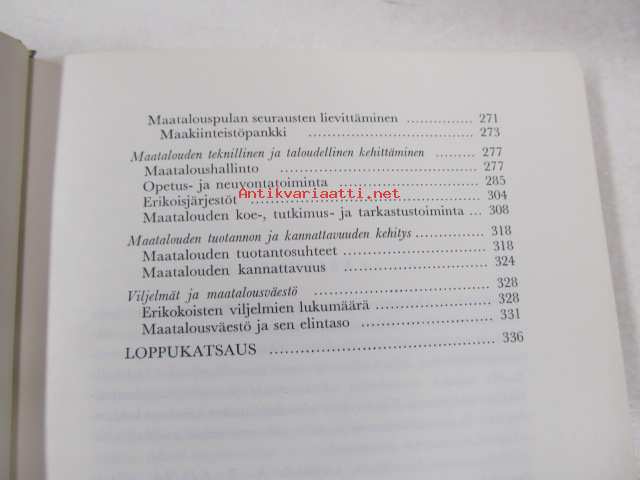 Maatalouspulan seurausten lievittäminen ............... 271
Maakiinteistöpankki ............................ 273
Maatalouden teknillinen ja taloudellinen kehittäminen ........ 277
Maataloushallinto ............................ 277
Opetus- ja neuvontatoiminta ............................ 285
Antikvariaatti.net
Erikoisjärjestöt ............................ 304
Maatalouden koe-, tutkimus- ja tarkastustoiminta ... 308
Maatalouden tuotannon ja kannattavuuden kehitys ............ 318
Maatalouden tuotantosuhteet ............................ 318
Maatalouden kannattavuus ............................ 324
Viljelmät ja maatalousväestö ............................ 328
Erikokoisten viljelmien lukumäärä ............................ 328
Maatalousväestö ja sen elintaso ............................ 331
LOPPUKATSAUS ............................ 336